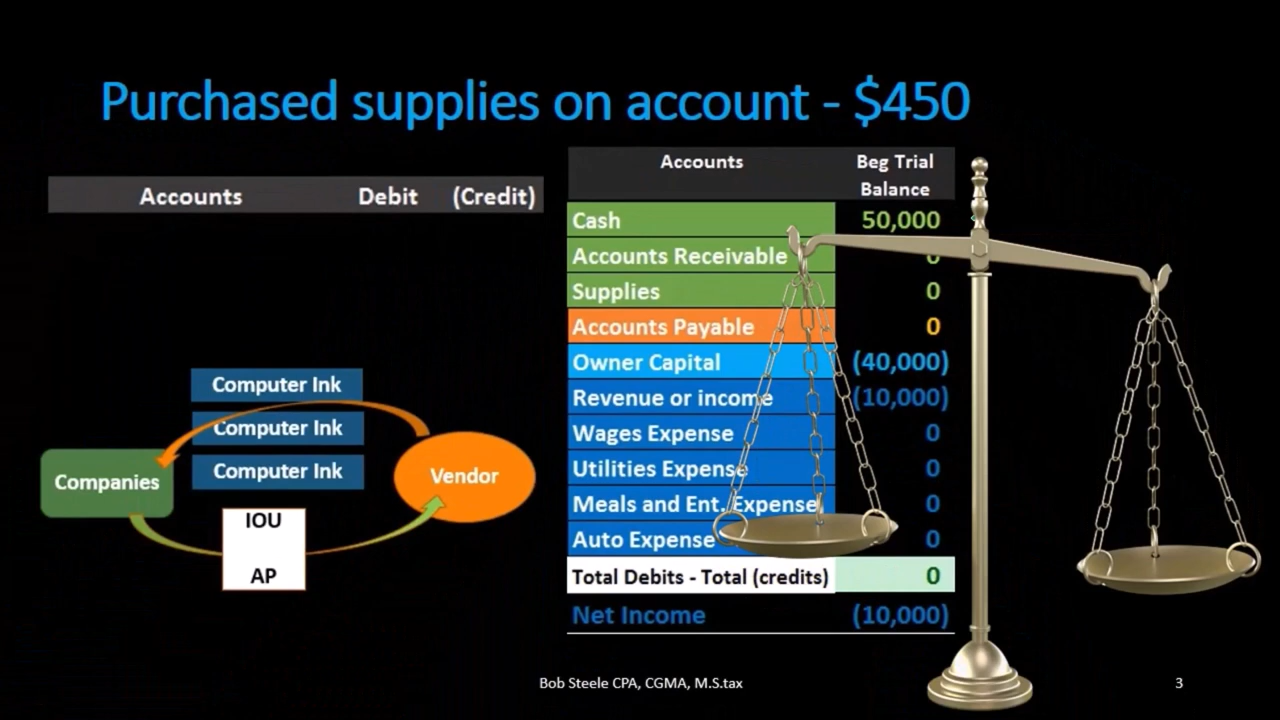 Purchased supplies on account - $450
Accounts Debit (Credit)
Computer Ink
Computer Ink
Computer Ink
Companies
Vendor
IOU
AP
Accounts Beg Trial
Balance
Cash 50,000
Accounts Receivable 0
Supplies 0
Accounts Payable 0
Owner Capital (40,000)
Revenue or income (10,000)
Wages Expense 0
Utilities Expense 0
Meals and Ent. Expense 0
Auto Expense 0
Total Debits - Total (credits) 0
Net Income (10,000)
Bob Steele CPA, CGMA, M.S.tax
3